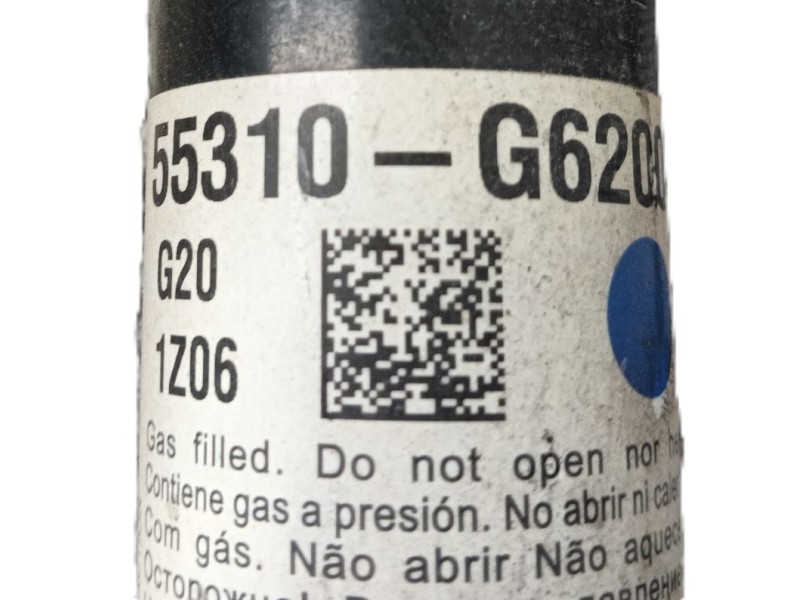 55310-G6200
G20
1Z06
Gas filled. Do not open nor
Contiene gas a presión. No abrir ni
Com gás. Não abrir Não